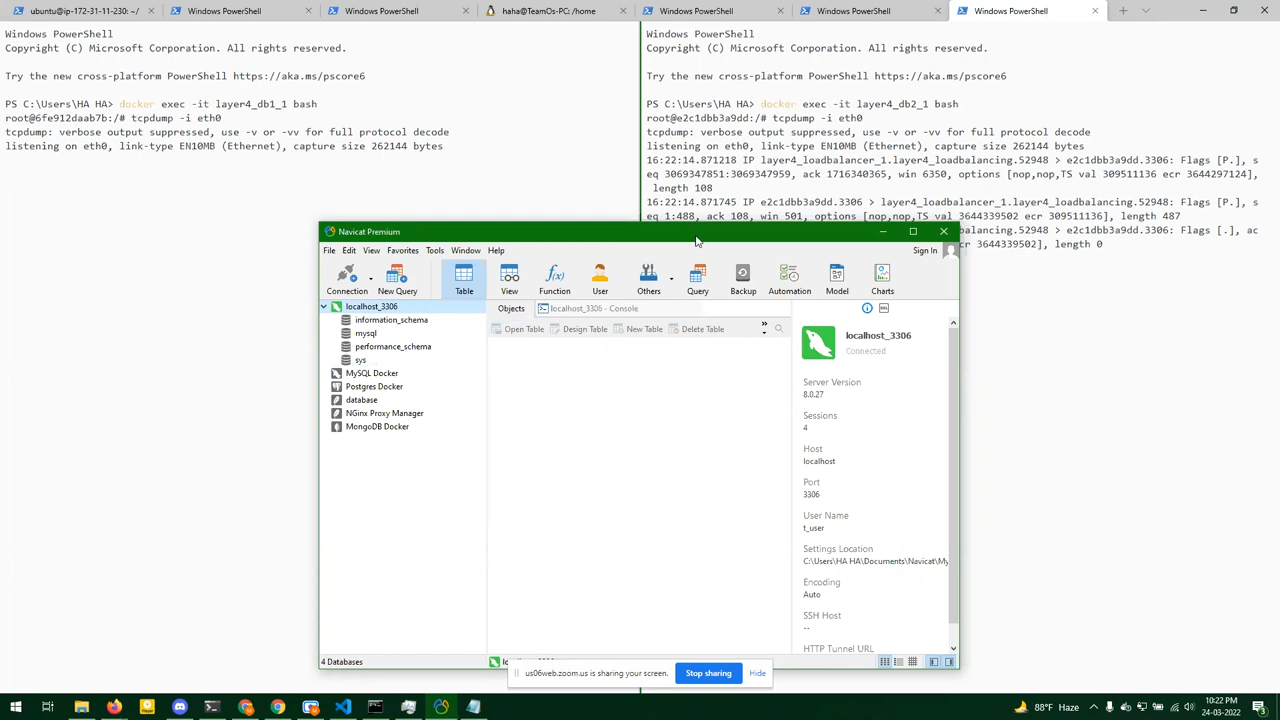 ubuntu@ip-172-31-11-230: ~/
Windows PowerShell
Windows PowerShell
haha@TeamOs-PC: /home
Windows PowerShell
Windows PowerShell
Windows PowerShell
Windows PowerShell
Copyright (C) Microsoft Corporation. All rights reserved.
Try the new cross-platform PowerShell https://aka.ms/pscore6
PS C:\Users\HA HA> docker exec -it layer4_db1_1 bash
root@6fe912daab7b:/# tcpdump -i eth0
tcpdump: verbose output suppressed, use -v or -vv for full protocol decode
listening on eth0, link-type EN10MB (Ethernet), capture size 262144 bytes
Windows PowerShell
Copyright (C) Microsoft Corporation. All rights reserved.
Try the new cross-platform PowerShell https://aka.ms/pscore6
PS C:\Users\HA HA> docker exec -it layer4_db2_1 bash
root@e2c1dbb3a9dd:/# tcpdump -i eth0
tcpdump: verbose output suppressed, use -v or -vv for full protocol decode
listening on eth0, link-type EN10MB (Ethernet), capture size 262144 bytes
16:22:14.871218 IP layer4_loadbalancer_1.layer4_loadbalancing.52948 > e2c1dbb3a9dd.3306: Flags [P.], s
eq 3069347851:3069347959, ack 1716340365, win 6350, options [nop,nop,TS val 309511136 ecr 3644297124],
length 108
16:22:14.871745 IP e2c1dbb3a9dd.3306 > layer4_loadbalancer_1.layer4_loadbalancing.52948: Flags [P.], s
eq 1:488, ack 108, win 501, options [nop,nop,TS val 3644339502 ecr 309511136], length 487
balancing.52948 > e2c1dbb3a9dd.3306: Flags [.], ac
ecr 3644339502], length 0
Navicat Premium
File Edit View Favorites Tools Window Help
Sign In
Connection New Query Table View Function User Others Query Backup Automation Model Charts
localhost_3306
information_schema
mysql
performance_schema
sys
MySQL Docker
Postgres Docker
database
NGinx Proxy Manager
MongoDB Docker
Objects localhost_3306 - Console
Open Table Design Table New Table Delete Table
localhost_3306
Connected
Server Version
8.0.27
Sessions
4
Host
localhost
Port
3306
User Name
t_user
Settings Location
C:\Users\HA HA\Documents\Navicat\My
Encoding
Auto
SSH Host
--
HTTP Tunnel URL
4 Databases
us06web.zoom.us is sharing your screen. Stop sharing Hide
88°F Haze
10:22 PM
24-03-2022
3